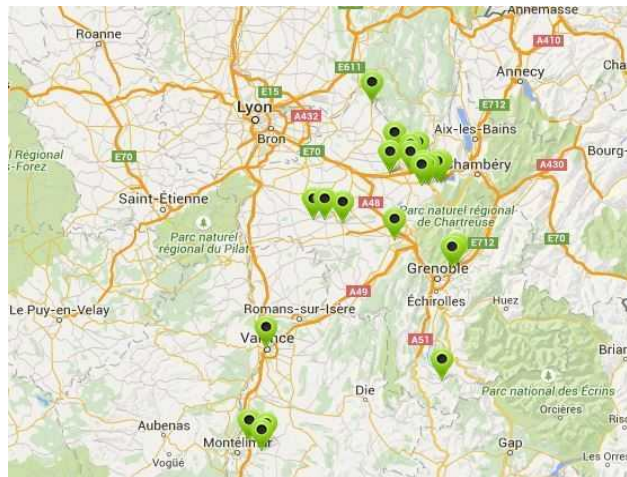 Annemasse
Roanne
A410
E611
Cha
Annecy
E15
Lyon
A432
E712
Bron
Aix-les-Bains
E70
E70
Régional
s-Forez
Chambéry
A430
Bourg-
Saint-Étienne
A48
Parc naturel
régional du Pilat
Parc naturel régional
de Chartreuse
E712
E70
Grenoble
Le Puy-en-Velay
A49
Échirolles
Huez
Romans-sur-Isère
Valence
A51
Brian
Die
Parc national des Écrins
Aubenas
Orcières
Ris
Montélimar
Gap
Vogüé
Les Orre